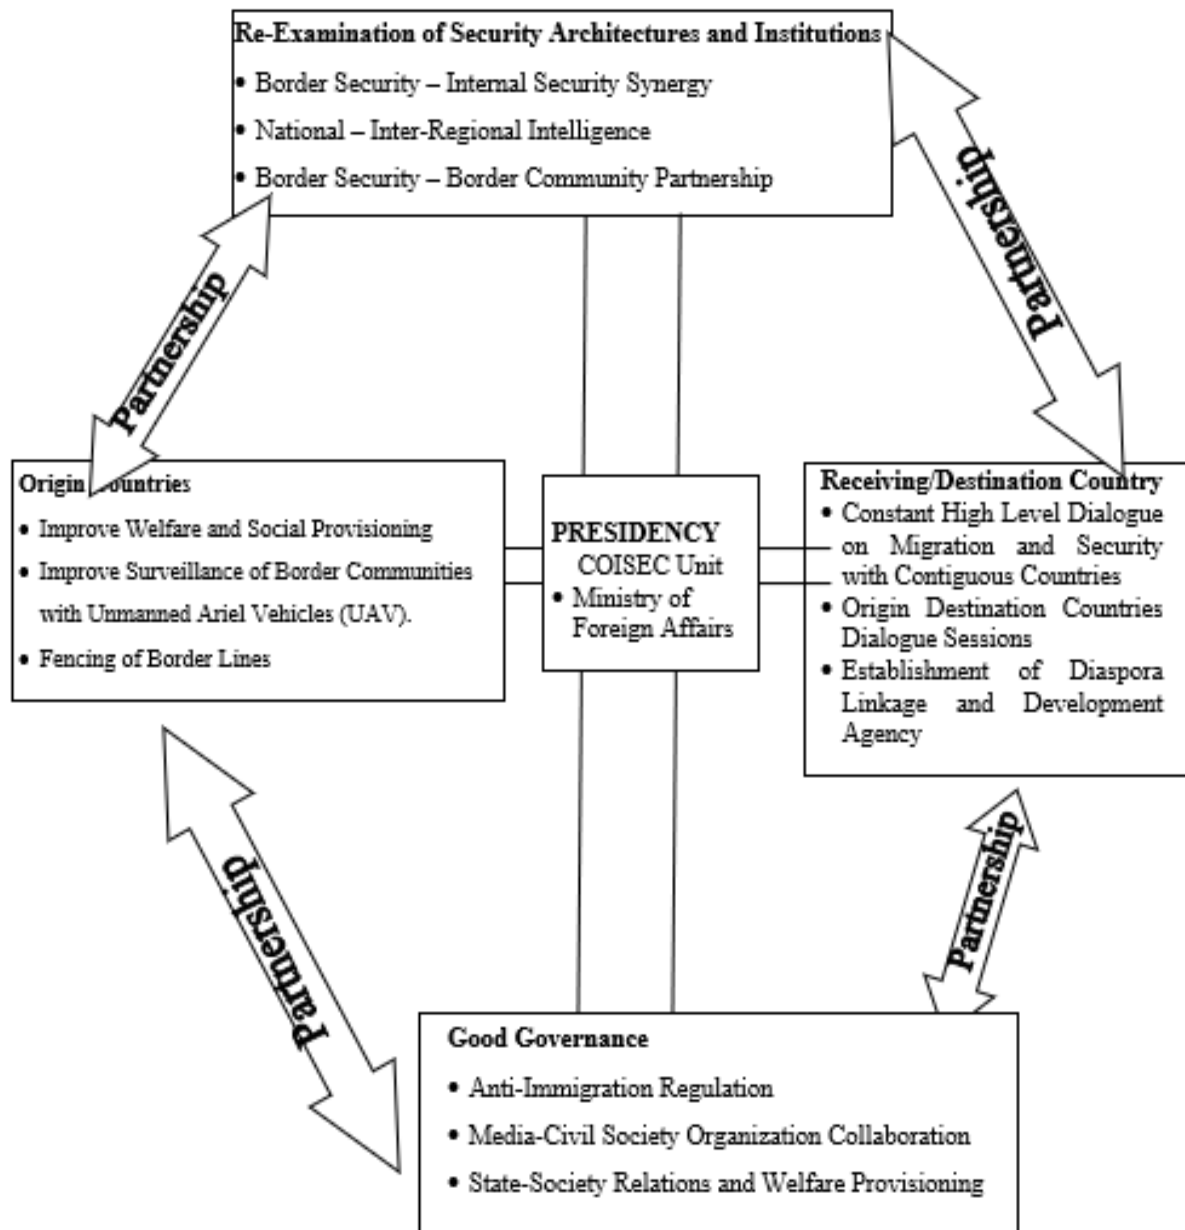 Re-Examination of Security Architectures and Institutions
• Border Security – Internal Security Synergy
• National – Inter-Regional Intelligence
• Border Security – Border Community Partnership
Partnership
Partnership
Origin Countries
• Improve Welfare and Social Provisioning
• Improve Surveillance of Border Communities
with Unmanned Ariel Vehicles (UAV).
• Fencing of Border Lines
PRESIDENCY
COISEC Unit
• Ministry of
Foreign Affairs
Receiving/Destination Country
• Constant High Level Dialogue
on Migration and Security
with Contiguous Countries
• Origin Destination Countries
Dialogue Sessions
• Establishment of Diaspora
Linkage and Development
Agency
Partnership
Partnership
Good Governance
• Anti-Immigration Regulation
• Media-Civil Society Organization Collaboration
• State-Society Relations and Welfare Provisioning